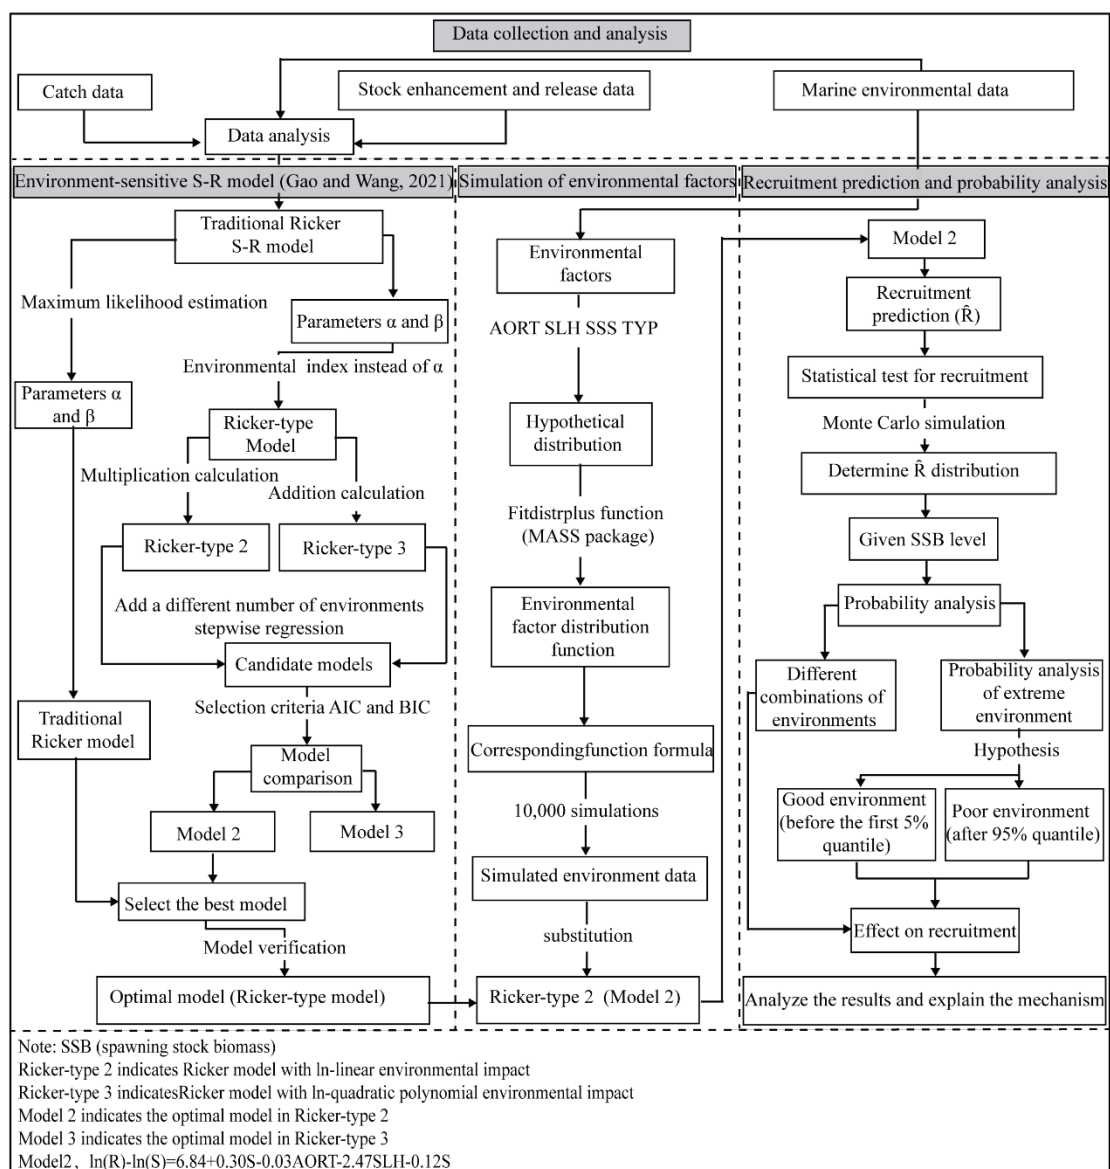 Data collection and analysis
Catch data
Stock enhancement and release data
Marine environmental data
Data analysis
Environment-sensitive S-R model (Gao and Wang, 2021)
Traditional Ricker
S-R model
Maximum likelihood estimation
Parameters α and β
Environmental index instead of α
Parameters α
and β
Ricker-type
Model
Multiplication calculation
Addition calculation
Ricker-type 2
Ricker-type 3
Add a different number of environments
stepwise regression
Candidate models
Selection criteria AIC and BIC
Traditional
Ricker model
Model
comparison
Model 2
Model 3
Select the best model
Model verification
Optimal model (Ricker-type model)
Simulation of environmental factors
Environmental
factors
AORT SLH SSS TYP
Hypothetical
distribution
Fitdistrplus function
(MASS package)
Environmental
factor distribution
function
Correspondingfunction formula
10,000 simulations
Simulated environment data
substitution
Ricker-type 2 (Model 2)
Recruitment prediction and probability analysis
Model 2
Recruitment
prediction (R̂)
Statistical test for recruitment
Monte Carlo simulation
Determine R̂ distribution
Given SSB level
Probability analysis
Different
combinations of
environments
Probability analysis
of extreme
environment
Hypothesis
Good environment
(before the first 5%
quantile)
Poor environment
(after 95% quantile)
Effect on recruitment
Analyze the results and explain the mechanism
Note: SSB (spawning stock biomass)
Ricker-type 2 indicates Ricker model with ln-linear environmental impact
Ricker-type 3 indicatesRicker model with ln-quadratic polynomial environmental impact
Model 2 indicates the optimal model in Ricker-type 2
Model 3 indicates the optimal model in Ricker-type 3
Model2、ln(R)-ln(S)=6.84+0.30S-0.03AORT-2.47SLH-0.12S